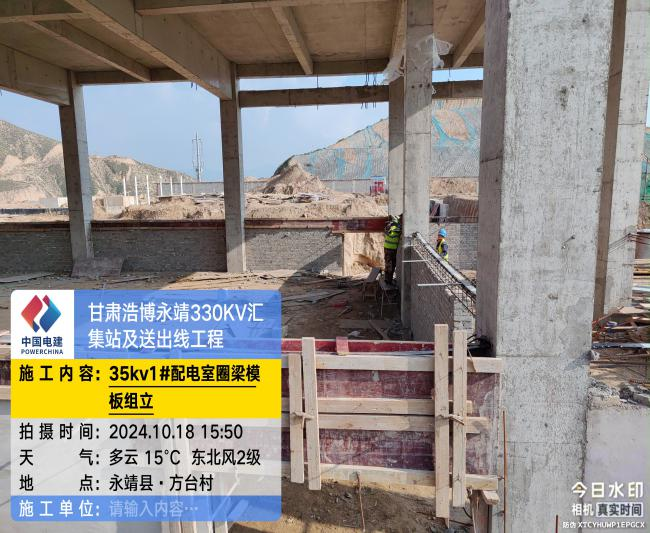 甘肃浩博永靖330KV汇
集站及送出线工程
中国电建
POWERCHINA
施工内容：35kv1#配电室圈梁模
板组立
拍摄时间：2024.10.18 15:50
天气：多云 15°C 东北风2级
地点：永靖县·方台村
施工单位：请输入内容…
今日水印
相机 真实时间
防伪 XTCYHUWP1EPGCX